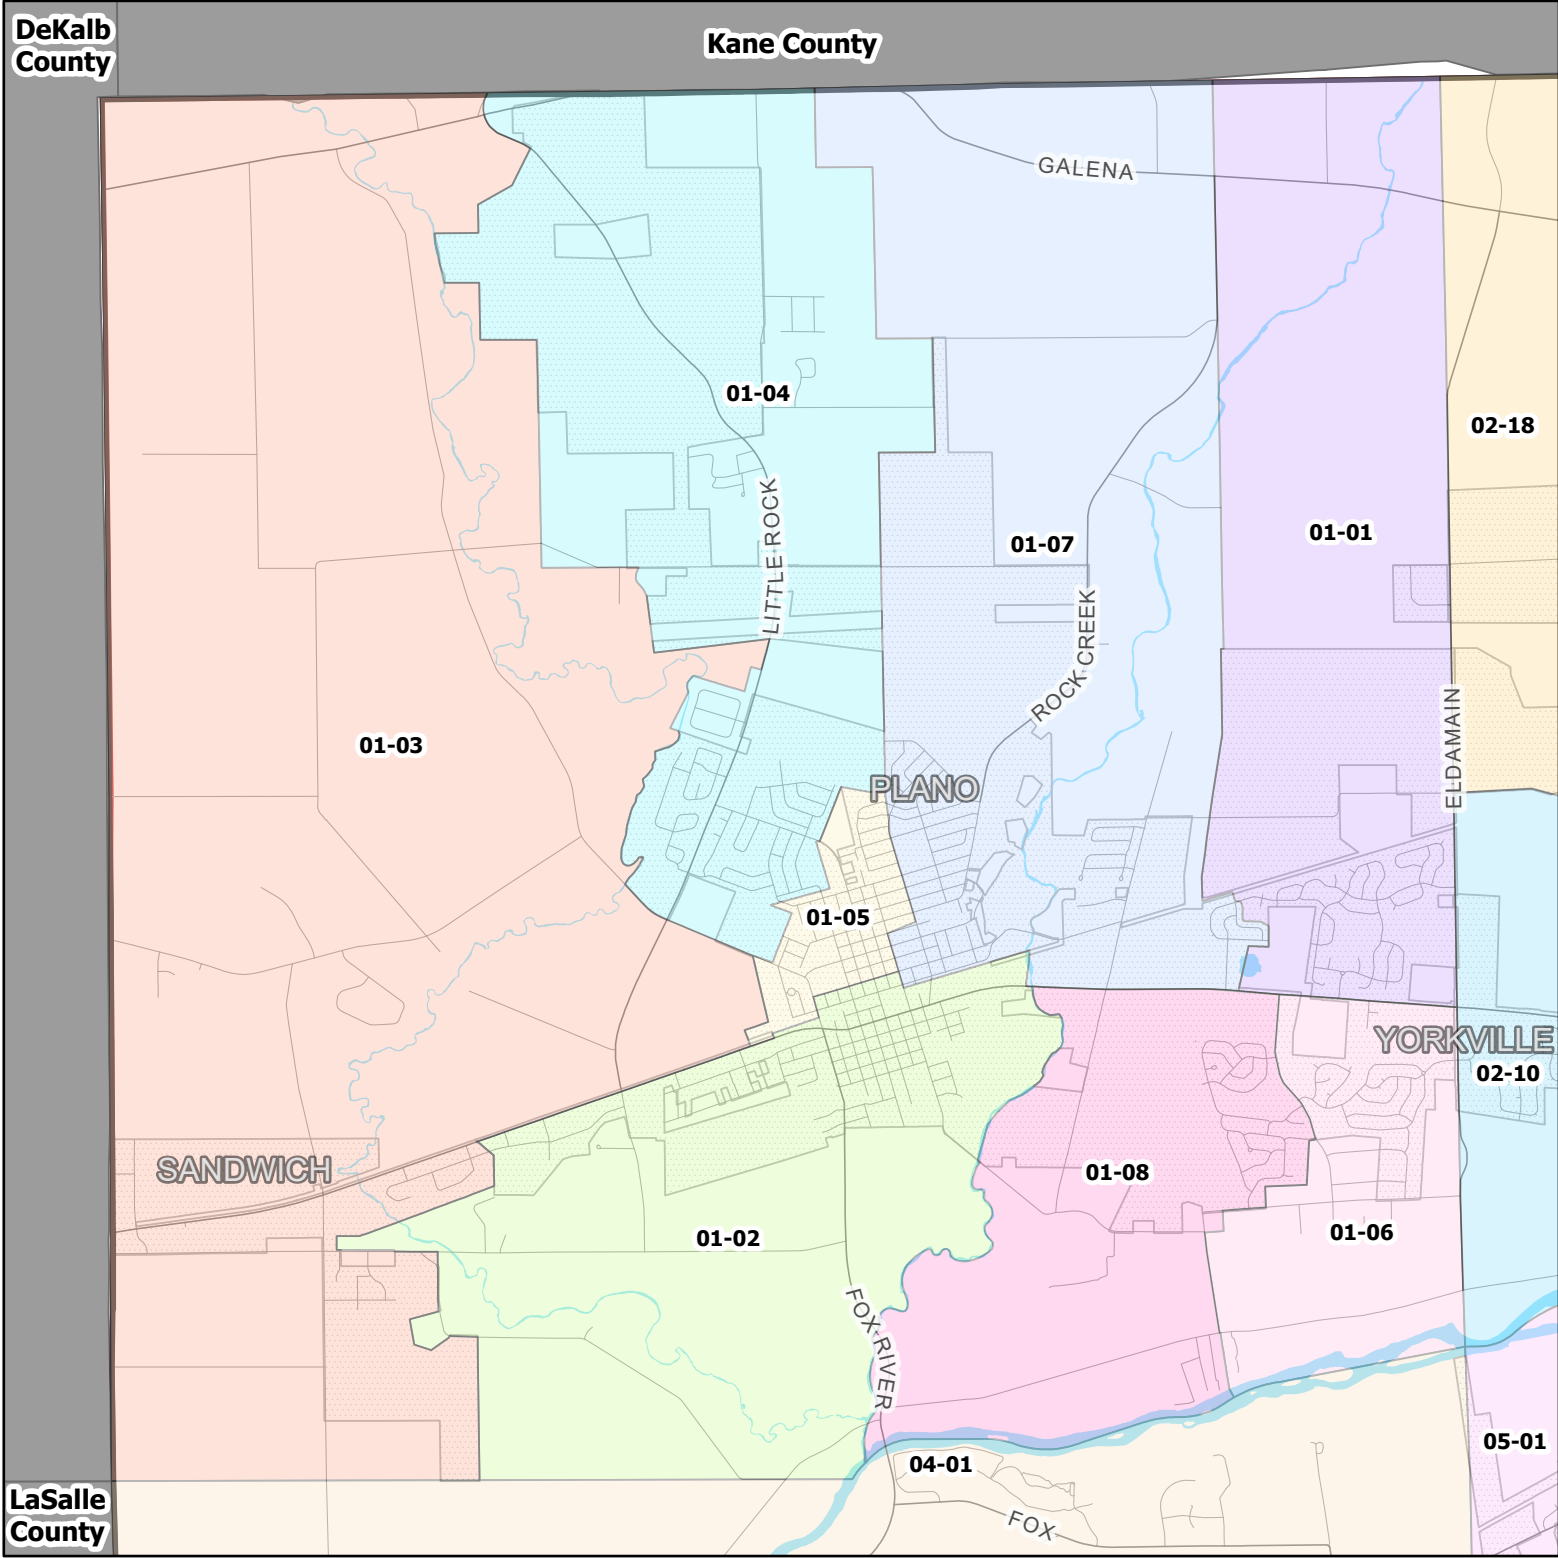 DeKalb
County
Kane County
GALENA
01-04
02-18
01-01
01-07
LITTLE ROCK
ROCK CREEK
ELDAMAIN
01-03
PLANO
01-05
YORKVILLE
02-10
SANDWICH
01-08
01-02
01-06
FOX RIVER
05-01
04-01
LaSalle
County
FOX